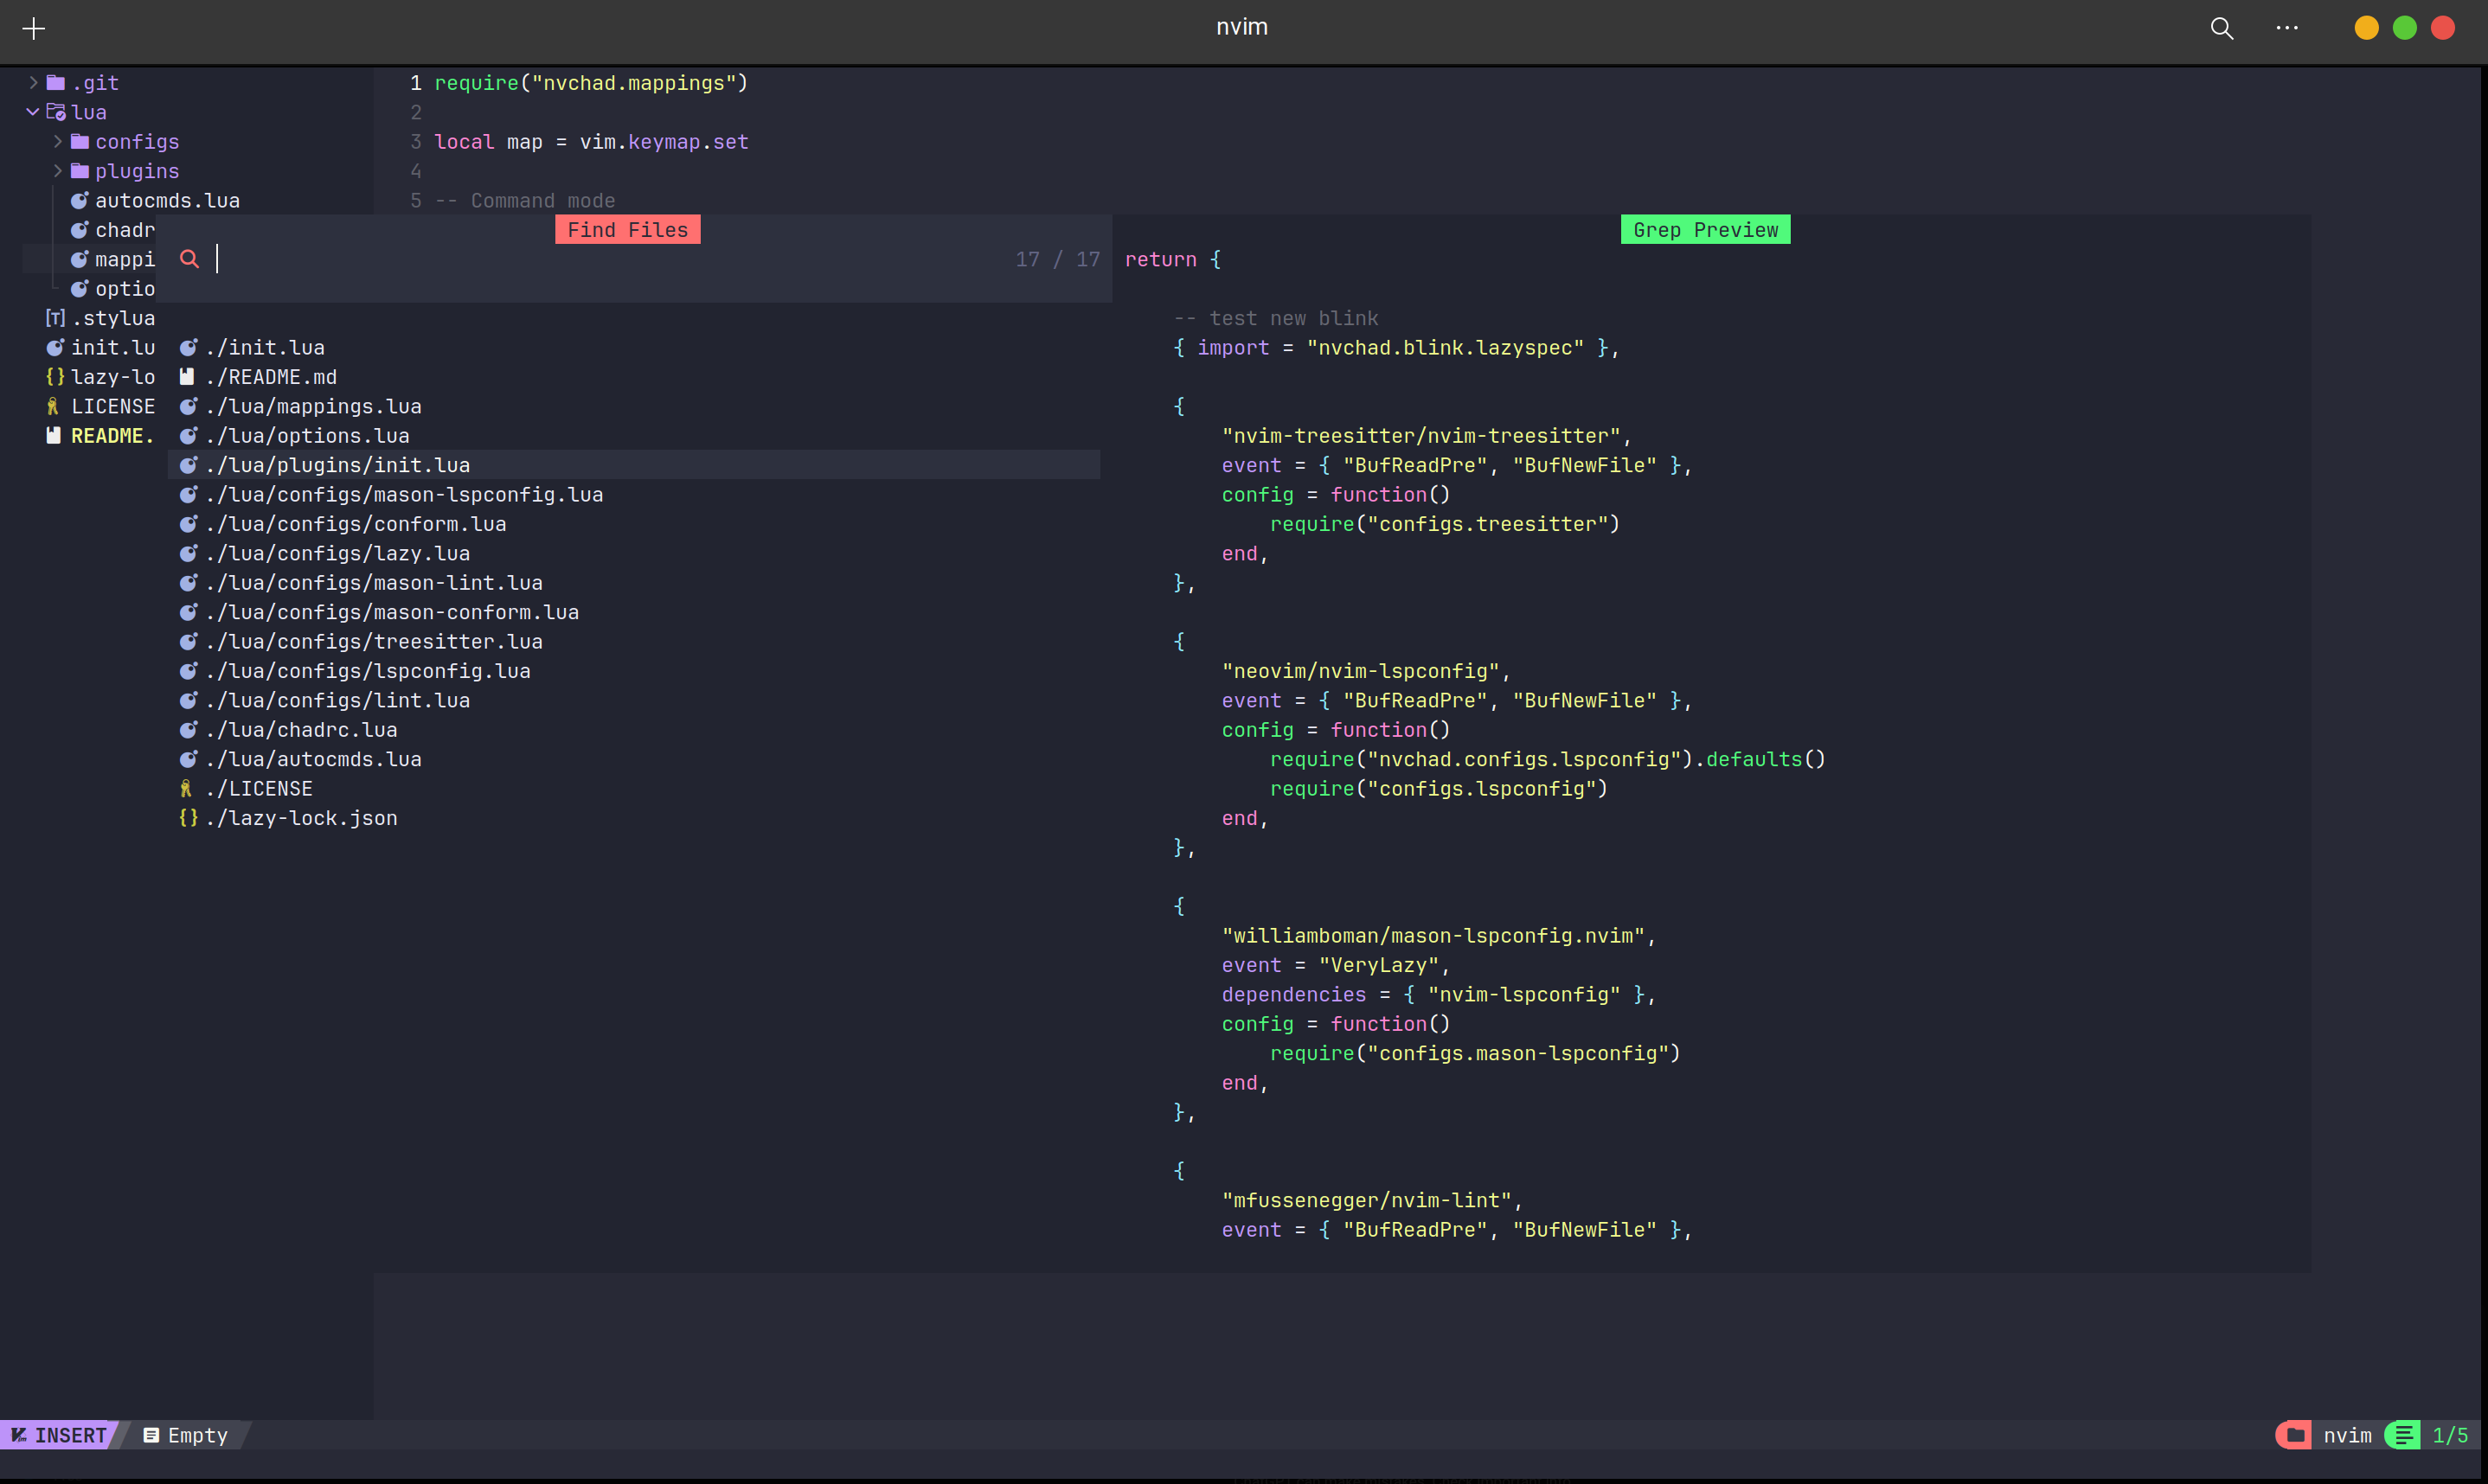 nvim
.git
lua
configs
plugins
autocmds.lua
chadr
mappi
optio
.stylua
init.lu
lazy-lo
LICENSE
README.
1 require("nvchad.mappings")
2
3 local map = vim.keymap.set
4
5 -- Command mode
Find Files
17 / 17
./init.lua
./README.md
./lua/mappings.lua
./lua/options.lua
./lua/plugins/init.lua
./lua/configs/mason-lspconfig.lua
./lua/configs/conform.lua
./lua/configs/lazy.lua
./lua/configs/mason-lint.lua
./lua/configs/mason-conform.lua
./lua/configs/treesitter.lua
./lua/configs/lspconfig.lua
./lua/configs/lint.lua
./lua/chadrc.lua
./lua/autocmds.lua
./LICENSE
./lazy-lock.json
Grep Preview
return {
-- test new blink
{ import = "nvchad.blink.lazyspec" },
{
"nvim-treesitter/nvim-treesitter",
event = { "BufReadPre", "BufNewFile" },
config = function()
require("configs.treesitter")
end,
},
{
"neovim/nvim-lspconfig",
event = { "BufReadPre", "BufNewFile" },
config = function()
require("nvchad.configs.lspconfig").defaults()
require("configs.lspconfig")
end,
},
{
"williamboman/mason-lspconfig.nvim",
event = "VeryLazy",
dependencies = { "nvim-lspconfig" },
config = function()
require("configs.mason-lspconfig")
end,
},
{
"mfussenegger/nvim-lint",
event = { "BufReadPre", "BufNewFile" },
INSERT
Empty
nvim
1/5